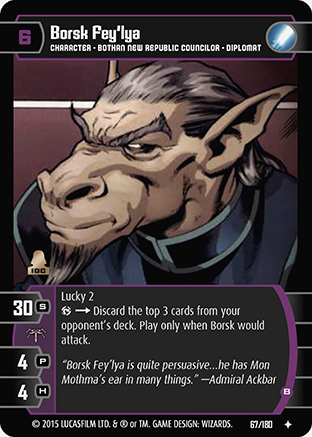 6 Borsk Fey'lya
CHARACTER - BOTHAN NEW REPUBLIC COUNCILOR - DIPLOMAT
IDC
30 S
Lucky 2
→ Discard the top 3 cards from your
opponent's deck. Play only when Borsk would
attack.
4 P
4 H
"Borsk Fey'lya is quite persuasive...he has Mon
Mothma's ear in many things." —Admiral Ackbar
B
© 2015 LUCASFILM LTD. & ® OR TM. GAME DESIGN: WIZARDS. 67/180